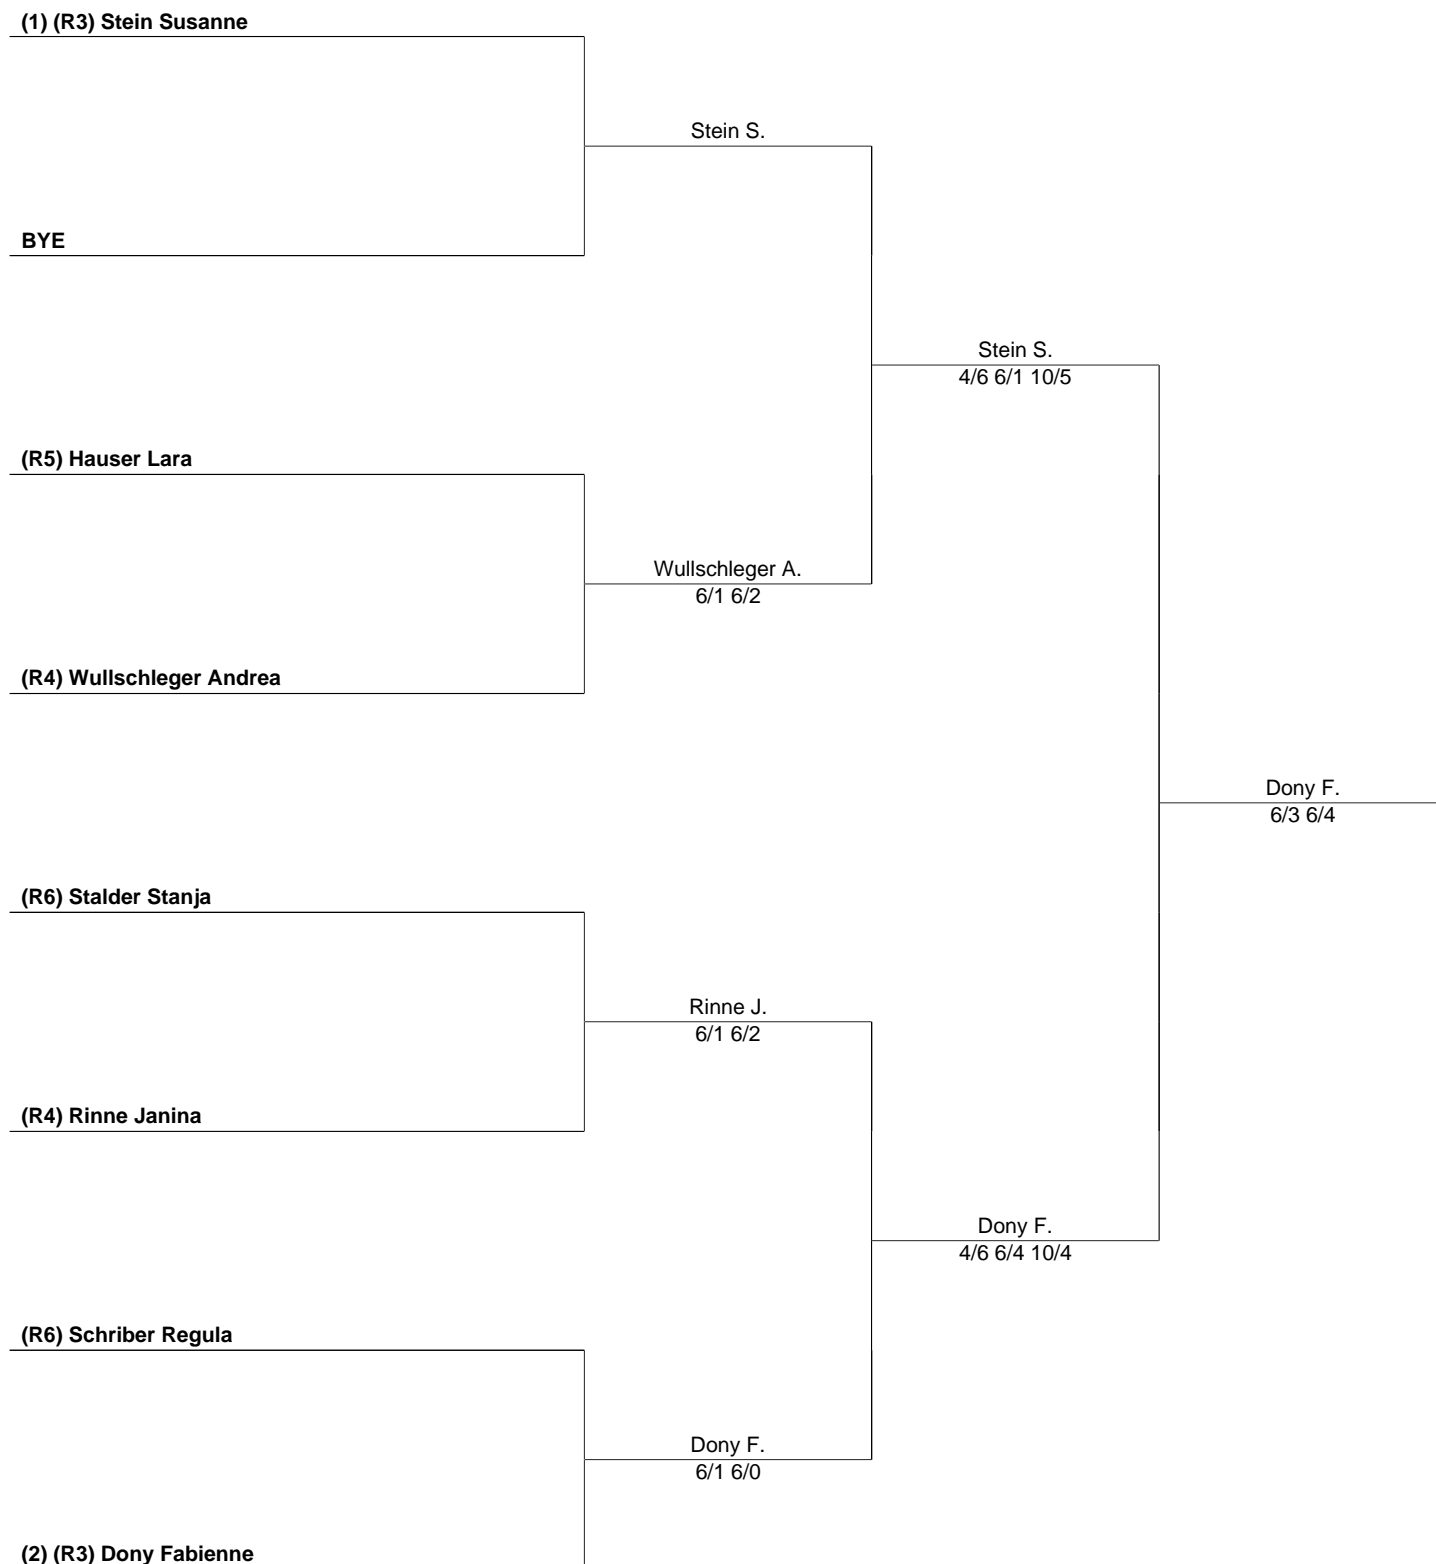 (1) (R3) Stein Susanne
Stein S.
BYE
Stein S.
4/6 6/1 10/5
(R5) Hauser Lara
Wullschleger A.
6/1 6/2
(R4) Wullschleger Andrea
Dony F.
6/3 6/4
(R6) Stalder Stanja
Rinne J.
6/1 6/2
(R4) Rinne Janina
Dony F.
4/6 6/4 10/4
(R6) Schriber Regula
Dony F.
6/1 6/0
(2) (R3) Dony Fabienne